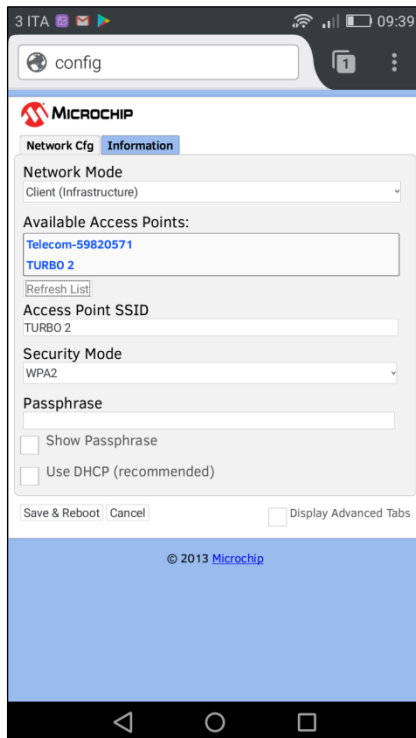 3 ITA 09:39
config 1
MICROCHIP
Network Cfg Information
Network Mode
Client (Infrastructure)
Available Access Points:
Telecom-59820571
TURBO 2
Refresh List
Access Point SSID
TURBO 2
Security Mode
WPA2
Passphrase
Show Passphrase
Use DHCP (recommended)
Save & Reboot Cancel Display Advanced Tabs
© 2013 Microchip